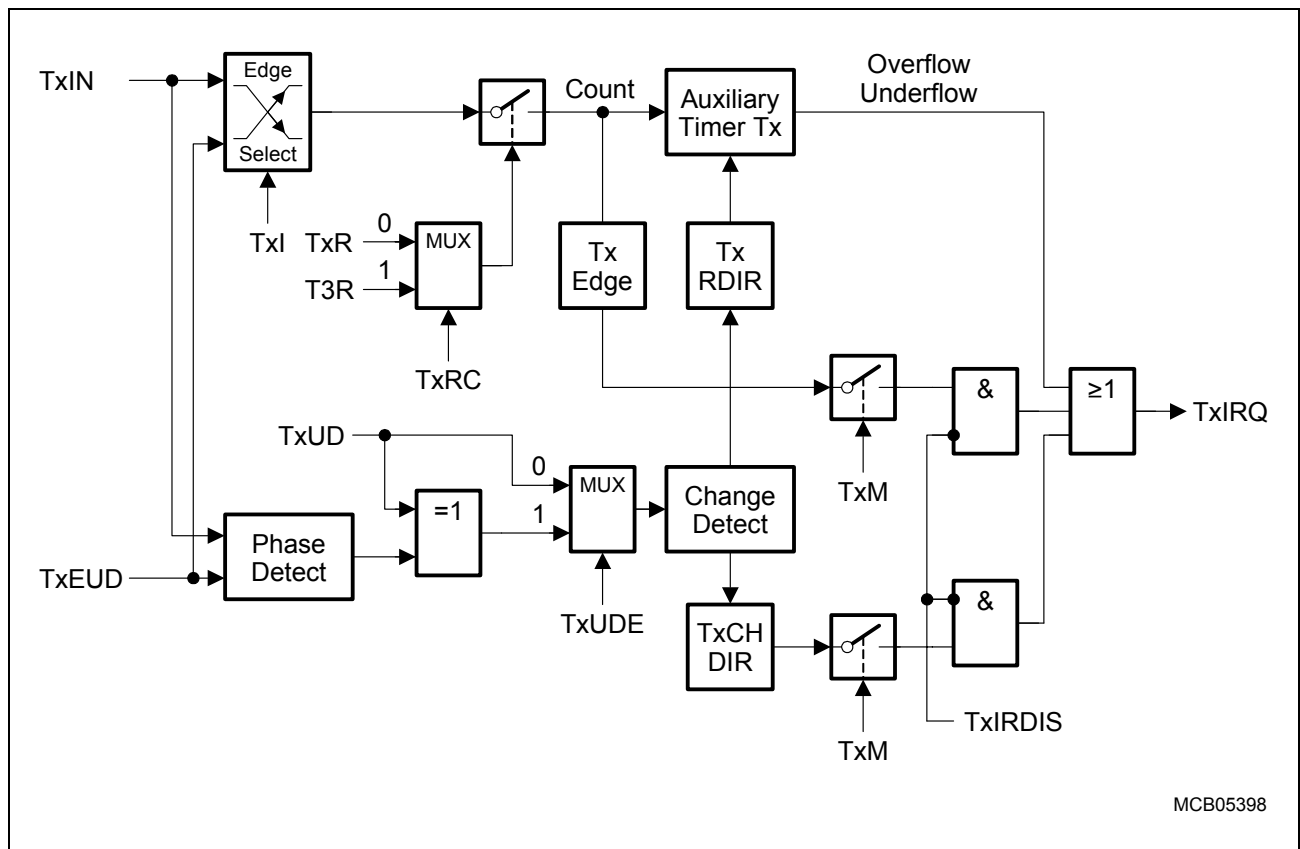 TxIN
Edge
Select
TxI
Count
Auxiliary
Timer Tx
Overflow
Underflow
TxR
0
T3R
1
MUX
TxRC
Tx
Edge
Tx
RDIR
TxM
&
≥1
TxIRQ
TxUD
0
=1
1
MUX
Change
Detect
Phase
Detect
TxEUD
TxUDE
TxCH
DIR
&
TxM
TxIRDIS
MCB05398